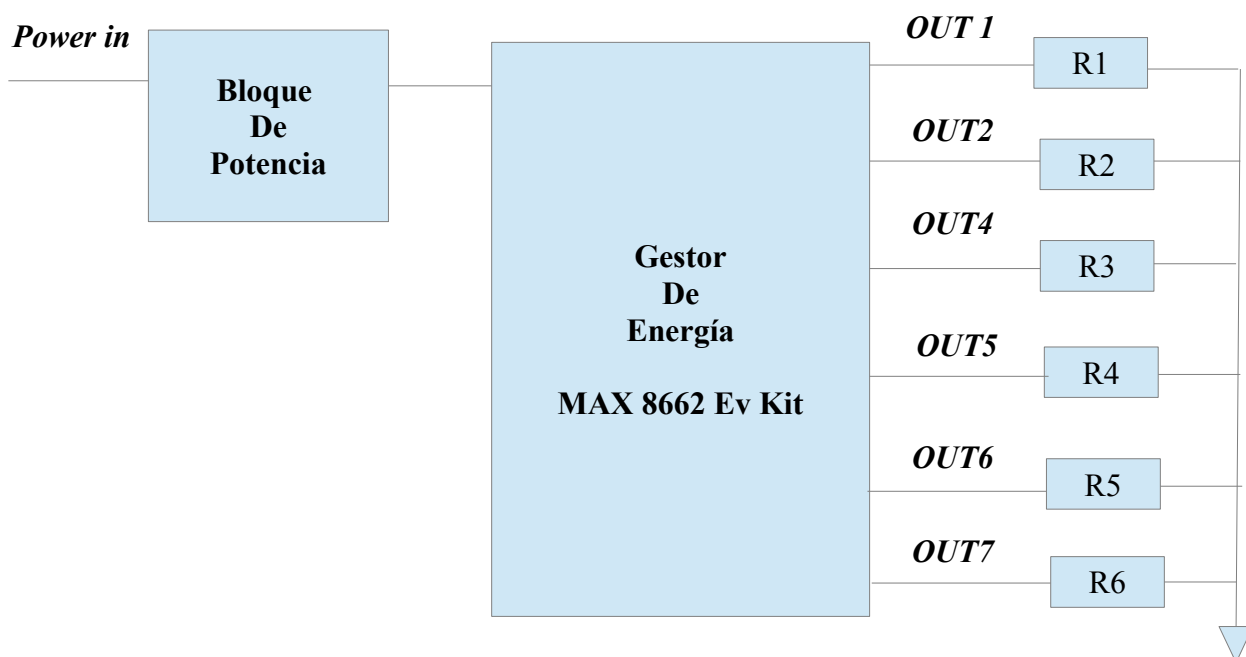 Power in
Bloque
De
Potencia
Gestor
De
Energía
MAX 8662 Ev Kit
OUT 1
R1
OUT2
R2
OUT4
R3
OUT5
R4
OUT6
R5
OUT7
R6